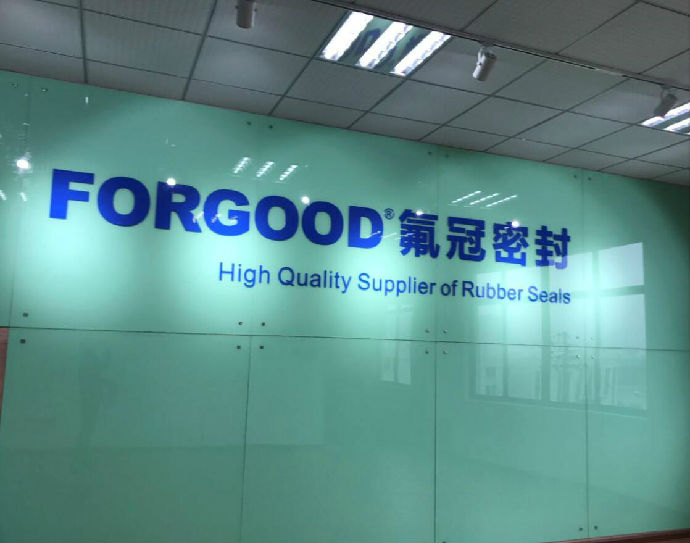 FORGOOD®氟冠密封
High Quality Supplier of Rubber Seals